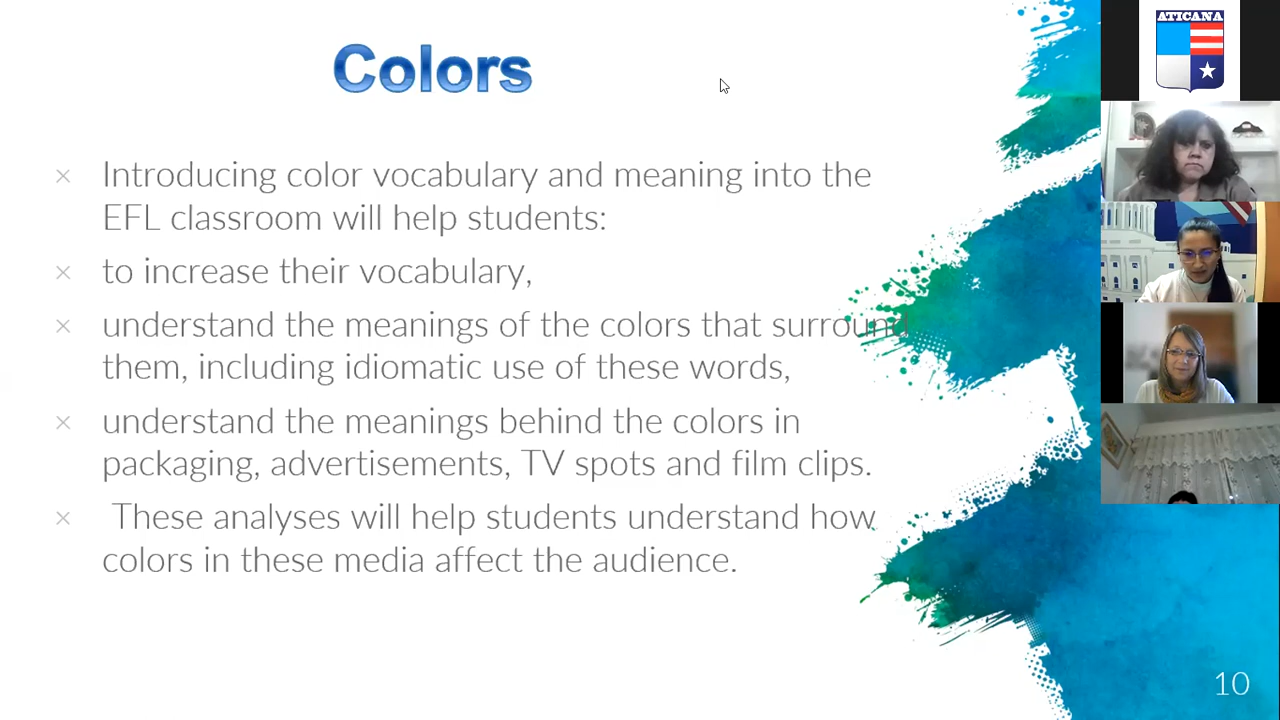 Colors
ATICANA
× Introducing color vocabulary and meaning into the
EFL classroom will help students:
× to increase their vocabulary,
× understand the meanings of the colors that surround
them, including idiomatic use of these words,
× understand the meanings behind the colors in
packaging, advertisements, TV spots and film clips.
× These analyses will help students understand how
colors in these media affect the audience.
10